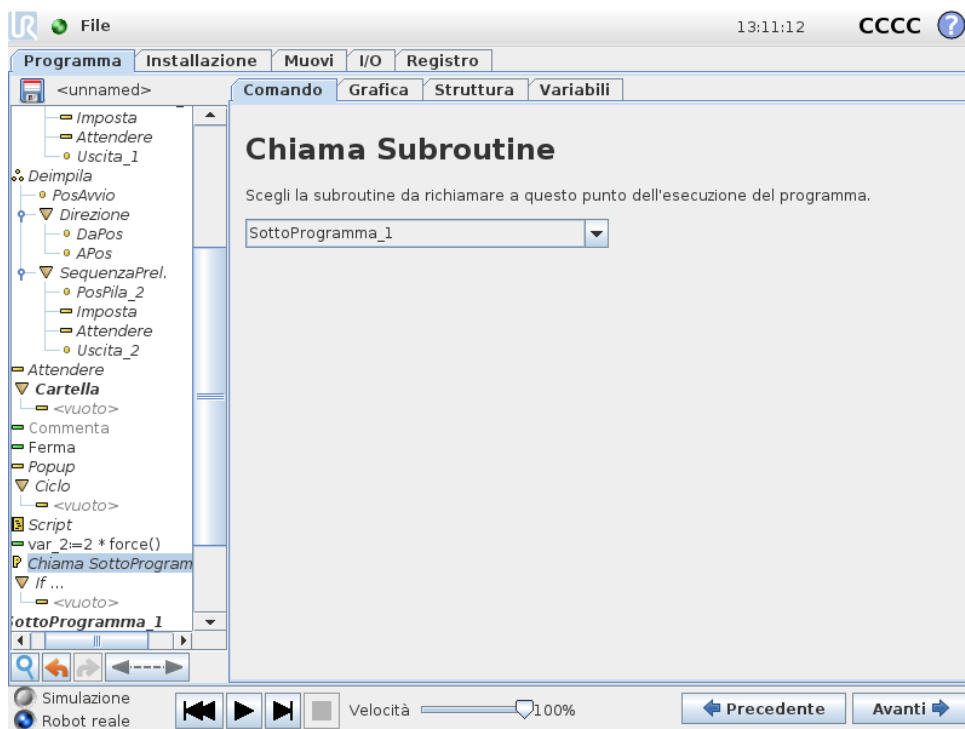 UR File 13:11:12 CCCC ?
Programma Installazione Muovi I/O Registro
<unnamed> Comando Grafica Struttura Variabili
Imposta
Attendere
Uscita_1
Deimpila
PosAvvio
Direzione
DaPos
APos
SequenzaPrel.
PosPila_2
Imposta
Attendere
Uscita_2
Attendere
Cartella
<vuoto>
Commenta
Ferma
Popup
Ciclo
<vuoto>
Script
var_2:=2 * force()
Chiama SottoProgram
If ...
<vuoto>
SottoProgramma_1
Chiama Subroutine
Scegli la subroutine da richiamare a questo punto dell'esecuzione del programma.
SottoProgramma_1
Simulazione
Robot reale
Velocità 100% Precedente Avanti